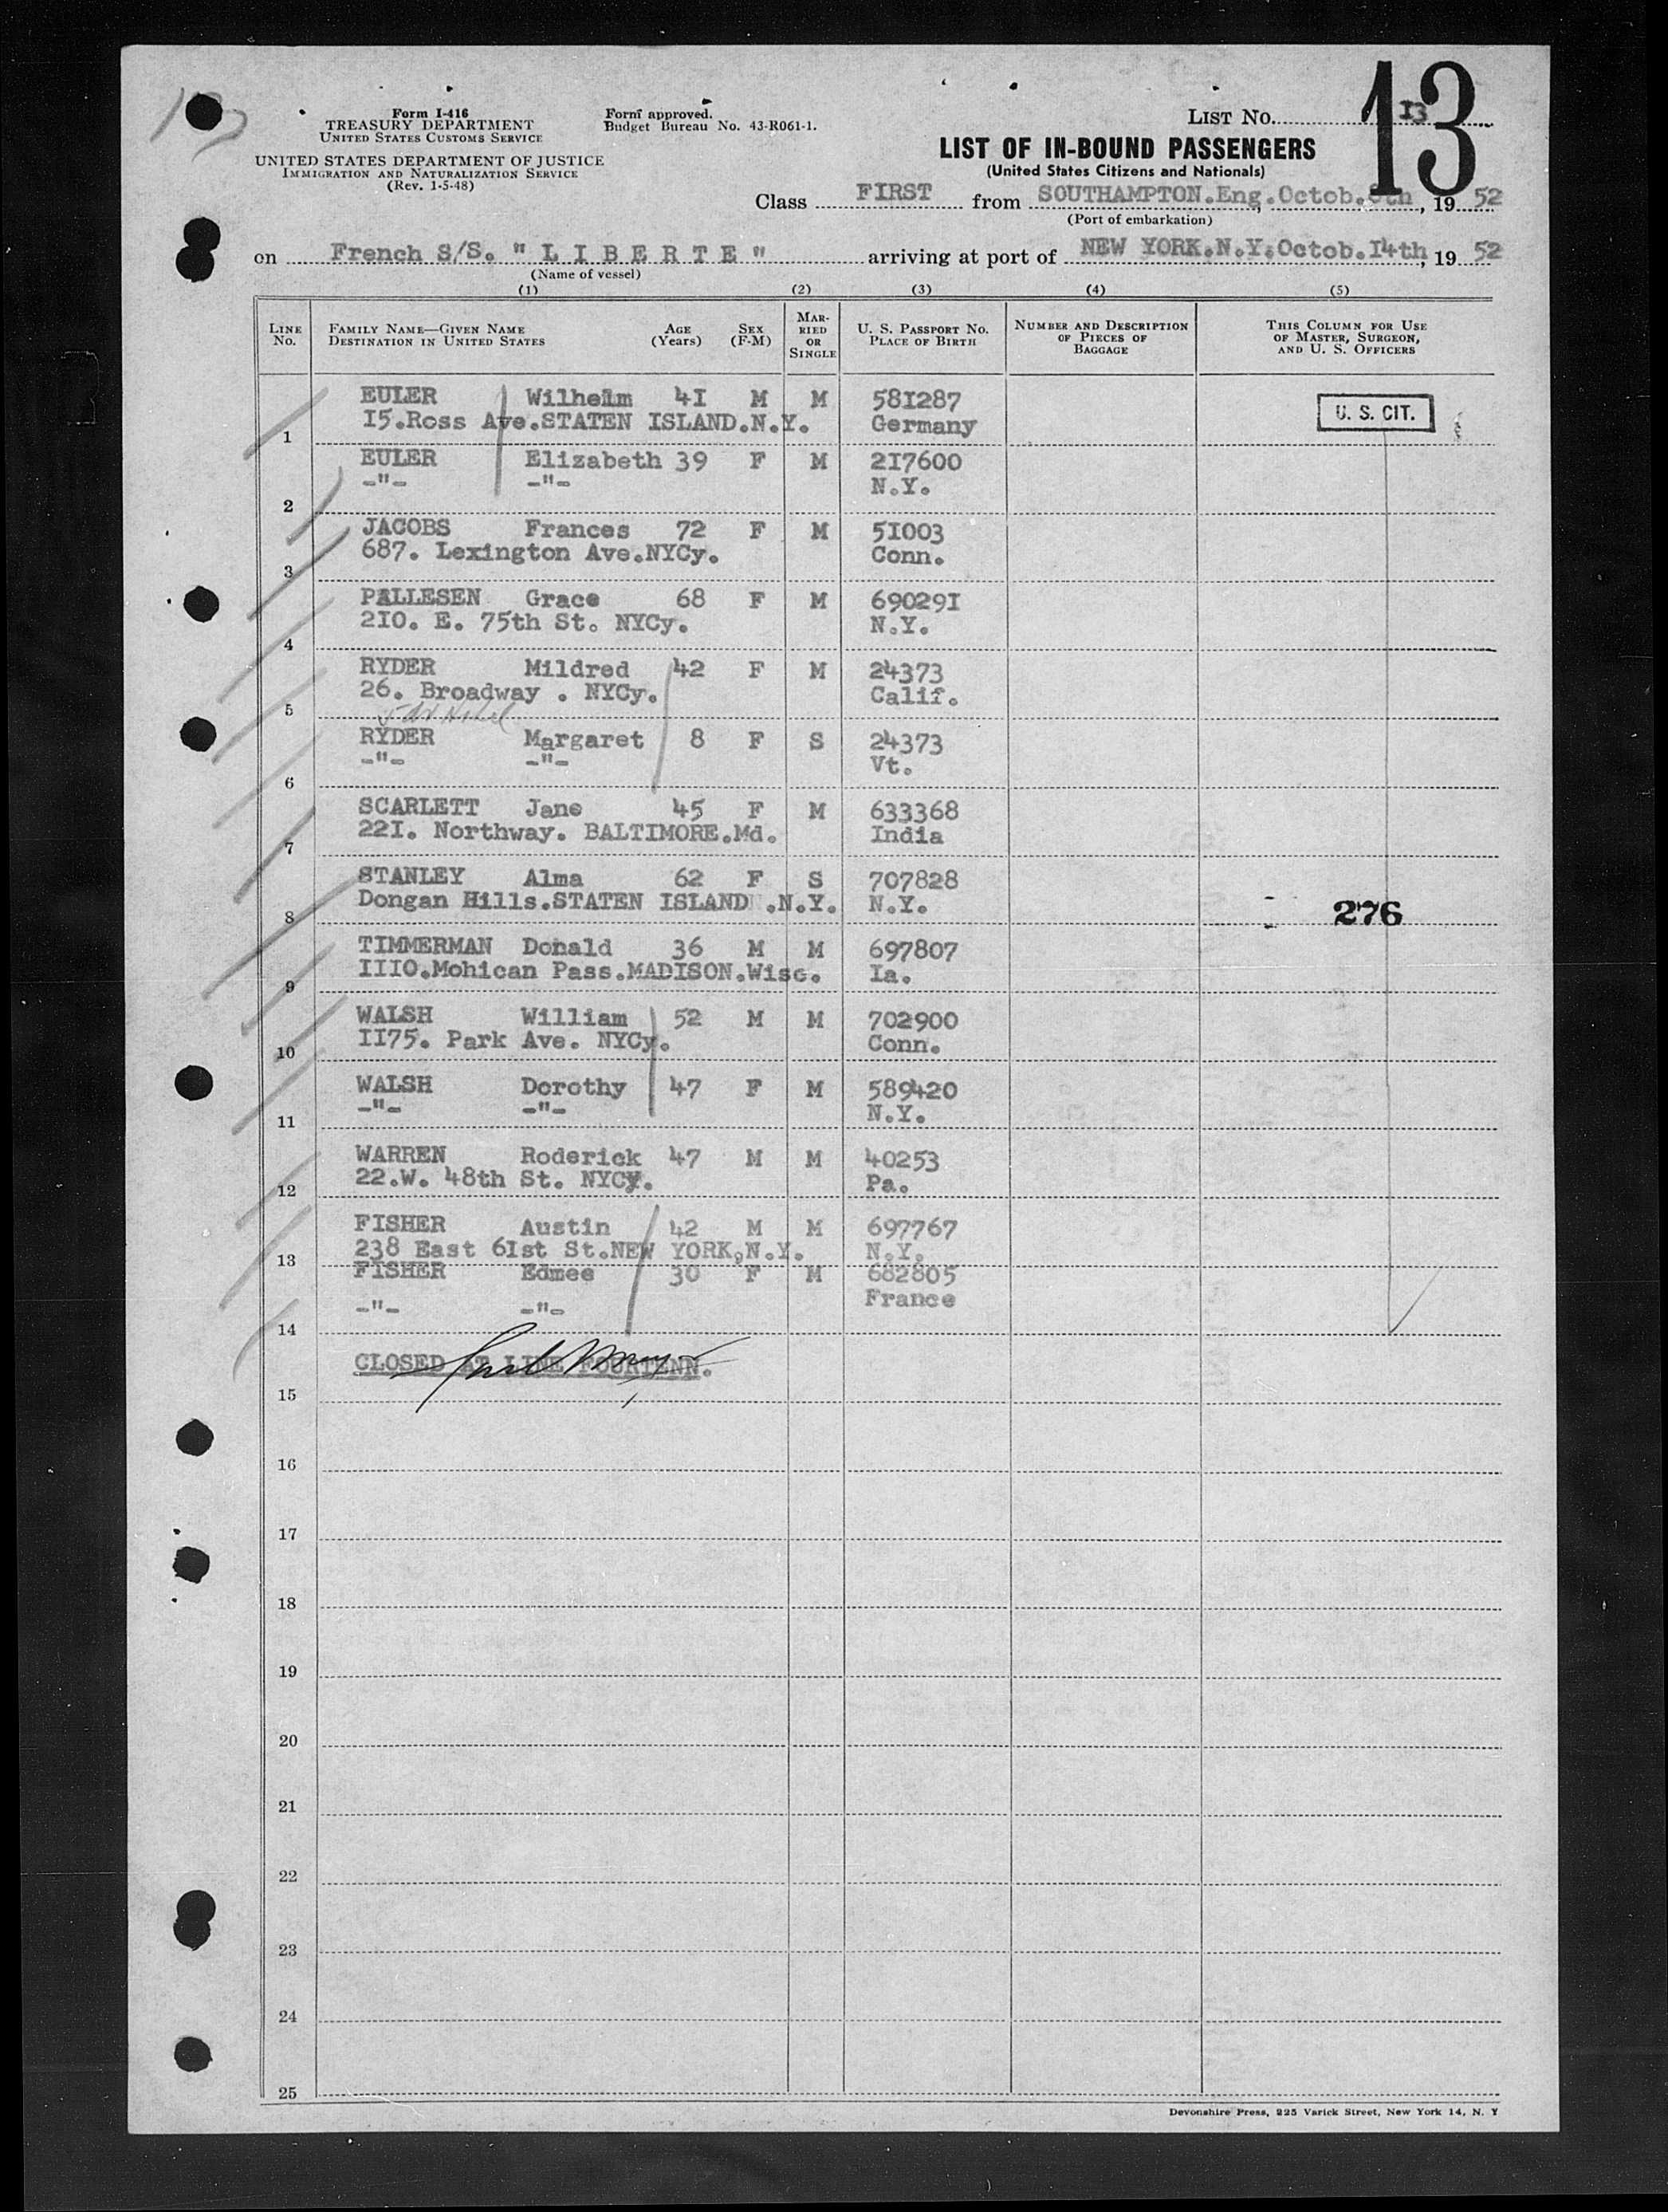 13
Form I-416
TREASURY DEPARTMENT
UNITED STATES CUSTOMS SERVICE
UNITED STATES DEPARTMENT OF JUSTICE
IMMIGRATION AND NATURALIZATION SERVICE
(Rev. 1-5-48)
Form approved.
Budget Bureau No. 43-R061-1.
LIST No. 13
LIST OF IN-BOUND PASSENGERS
(United States Citizens and Nationals)
Class FIRST from SOUTHAMPTON.Eng.Octob.8th, 19 52
(Port of embarkation)
on French S/S. "LIBERTE" arriving at port of NEW YORK.N.Y.Octob.14th, 19 52
(Name of vessel)
(1) (2) (3) (4) (5)
LINE No. FAMILY NAME—GIVEN NAME DESTINATION IN UNITED STATES AGE (Years) SEX (F-M) MARRIED OR SINGLE U. S. PASSPORT No. PLACE OF BIRTH NUMBER AND DESCRIPTION OF PIECES OF BAGGAGE THIS COLUMN FOR USE OF MASTER, SURGEON, AND U. S. OFFICERS
EULER Wilhelm 41 M M 581287 U. S. CIT.
1 15.Ross Ave.STATEN ISLAND.N.Y. Germany
EULER Elizabeth 39 F M 217600
2 -"- -"- N.Y.
JACOBS Frances 72 F M 51003
3 687. Lexington Ave.NYCy. Conn.
PALLESEN Grace 68 F M 690291
4 210. E. 75th St. NYCy. N.Y.
RYDER Mildred 42 F M 24373
5 26. Broadway . NYCy. Calif.
RYDER Margaret 8 F S 24373
6 -"- -"- Vt.
SCARLETT Jane 45 F M 633368
7 221. Northway. BALTIMORE.Md. India
STANLEY Alma 62 F S 707828
8 Dongan Hills.STATEN ISLAND .N.Y. N.Y. 276
TIMMERMAN Donald 36 M M 697807
9 1110.Mohican Pass.MADISON.Wisc. Ia.
WALSH William 52 M M 702900
10 1175. Park Ave. NYCy. Conn.
WALSH Dorothy 47 F M 589420
11 -"- -"- N.Y.
WARREN Roderick 47 M M 40253
12 22.W. 48th St. NYCy. Pa.
FISHER Austin 42 M M 697767
13 238 East 61st St.NEW YORK,N.Y. N.Y.
FISHER Edmee 30 F M 682805
14 -"- -"- France
CLOSED AT LINE FOURTENN.
15
16
17
18
19
20
21
22
23
24
25
Devonshire Press, 225 Varick Street, New York 14, N. Y